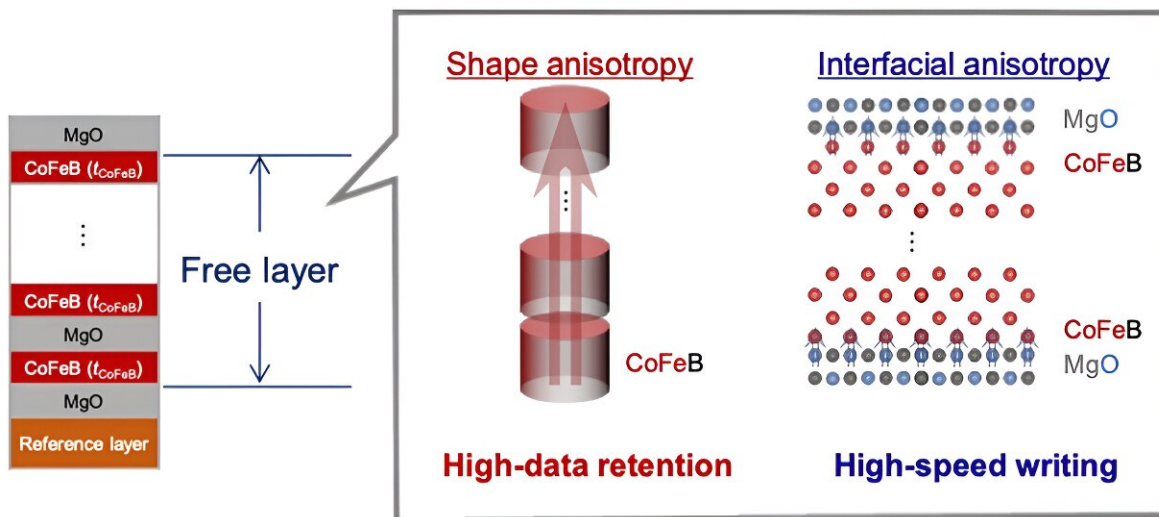 MgO
CoFeB (tCoFeB)
⋮
CoFeB (tCoFeB)
MgO
CoFeB (tCoFeB)
MgO
Reference layer
Free layer
Shape anisotropy
⋮
CoFeB
High-data retention
Interfacial anisotropy
MgO
CoFeB
⋮
CoFeB
MgO
High-speed writing